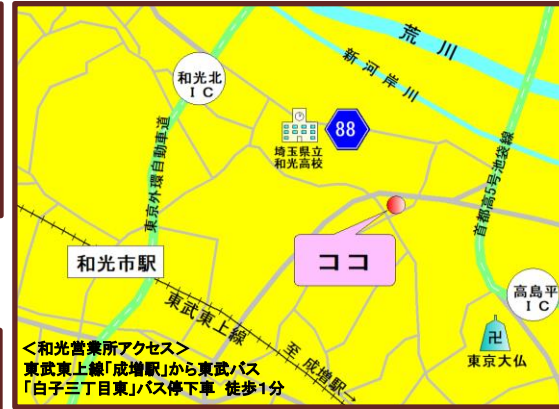 荒川
新河岸川
和光北
IC
88
埼玉県立
和光高校
東京外環自動車道
首都高5号池袋線
ココ
和光市駅
高島平
IC
東武東上線
至 成増駅→
卍
東京大仏
<和光営業所アクセス>
東武東上線「成増駅」から東武バス
「白子三丁目東」バス停下車 徒歩1分